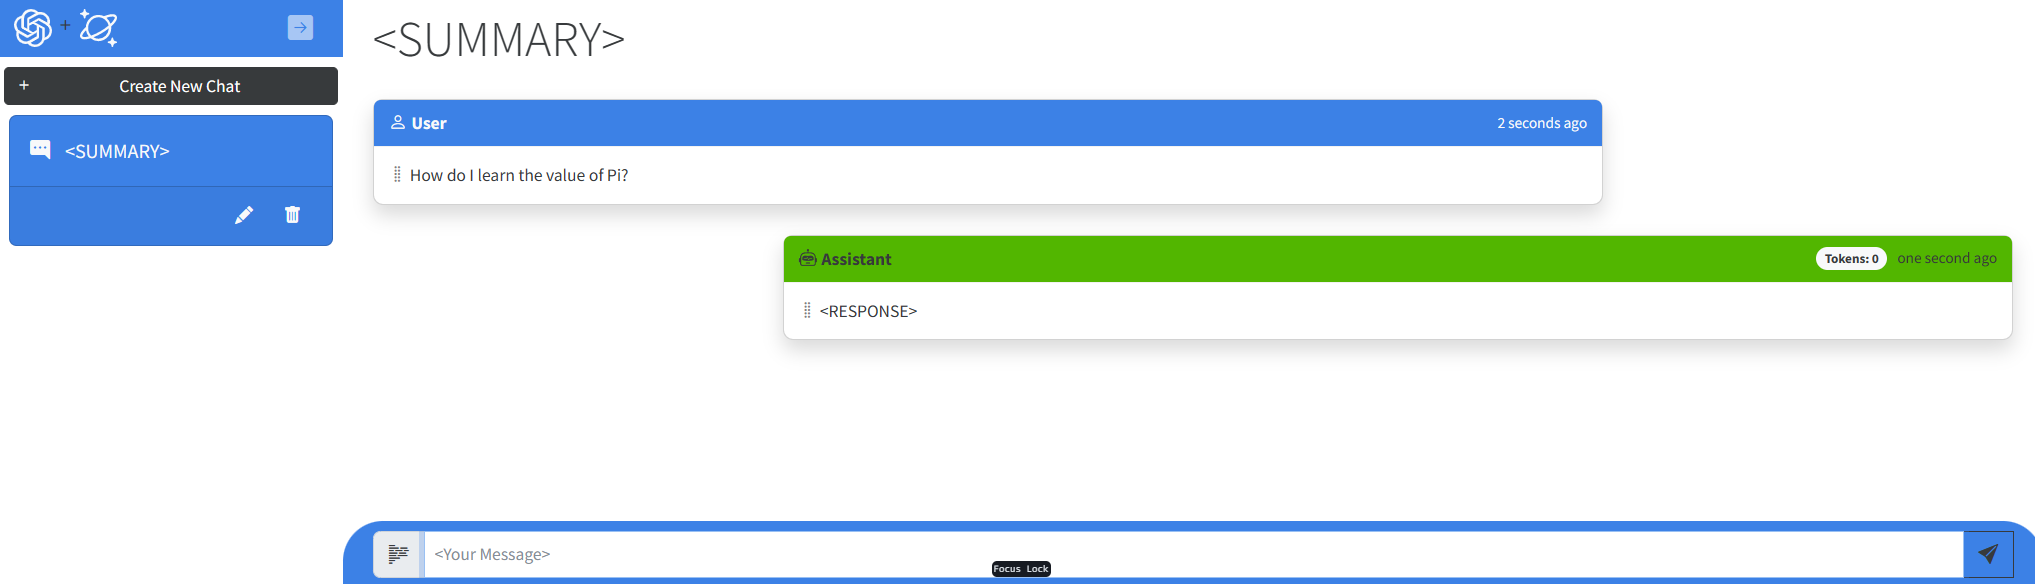 +
+ Create New Chat
<SUMMARY>
<SUMMARY>
User 2 seconds ago
How do I learn the value of Pi?
Assistant Tokens: 0 one second ago
<RESPONSE>
<Your Message>
Focus Lock